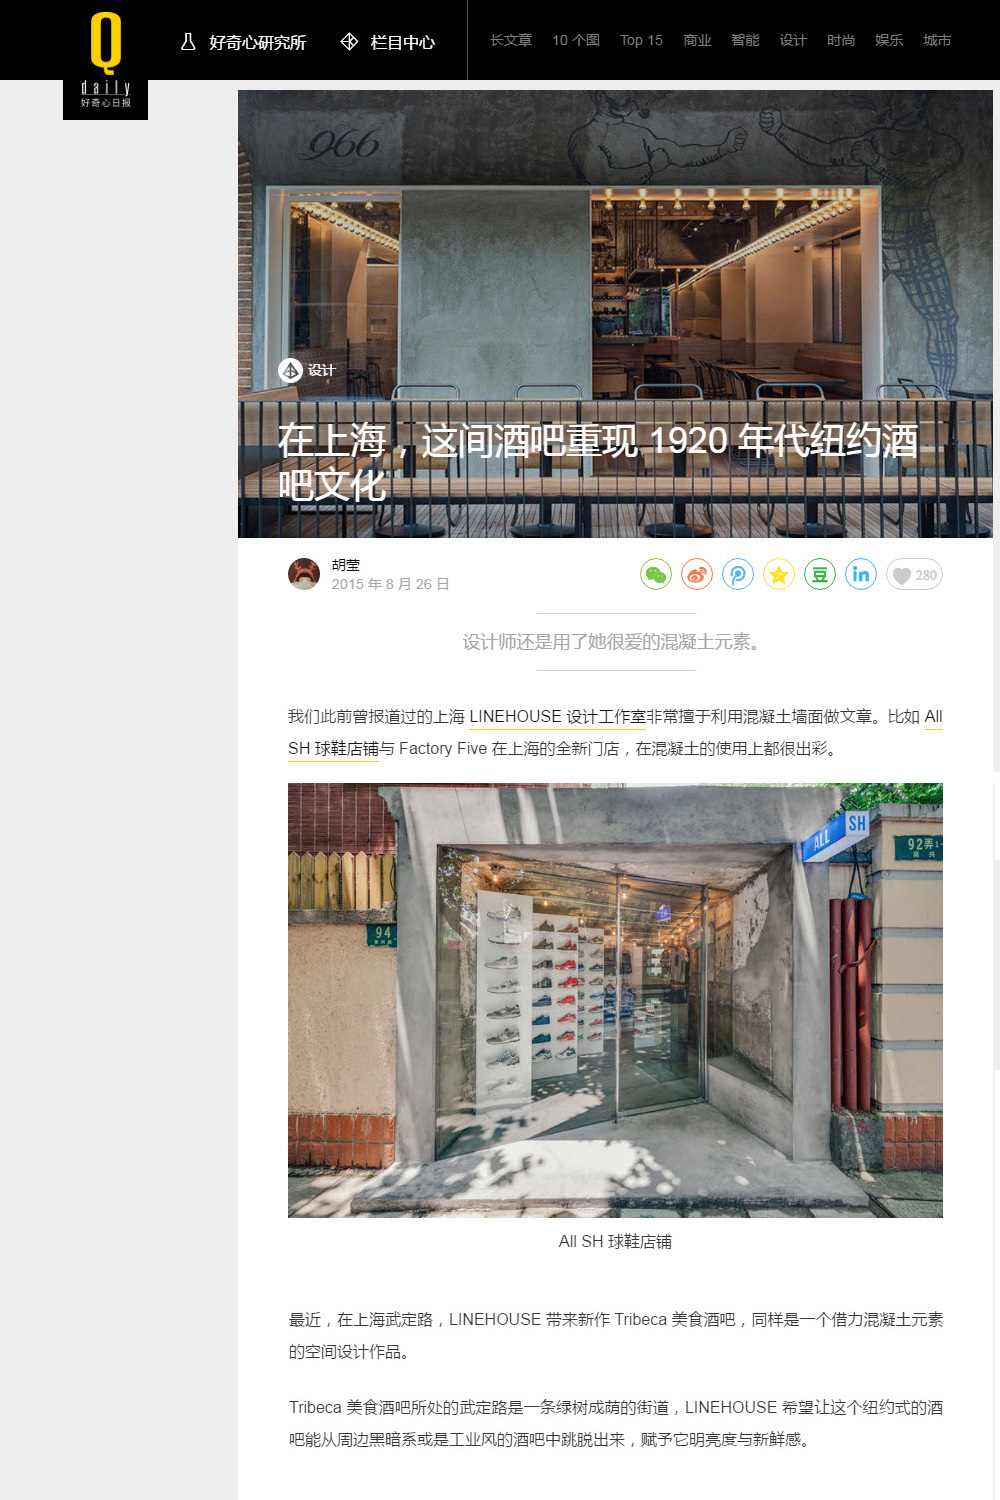 Q
daily
好奇心日报
好奇心研究所
栏目中心
长文章 10 个图 Top 15 商业 智能 设计 时尚 娱乐 城市
966
设计
在上海，这间酒吧重现 1920 年代纽约酒
吧文化
胡莹
2015 年 8 月 26 日
豆
in
280
设计师还是用了她很爱的混凝土元素。
我们此前曾报道过的上海 LINEHOUSE 设计工作室非常擅于利用混凝土墙面做文章。比如 All
SH 球鞋店铺与 Factory Five 在上海的全新门店，在混凝土的使用上都很出彩。
ALL SH
92弄
94
All SH 球鞋店铺
最近，在上海武定路，LINEHOUSE 带来新作 Tribeca 美食酒吧，同样是一个借力混凝土元素
的空间设计作品。
Tribeca 美食酒吧所处的武定路是一条绿树成荫的街道，LINEHOUSE 希望让这个纽约式的酒
吧能从周边黑暗系或是工业风的酒吧中跳脱出来，赋予它明亮度与新鲜感。